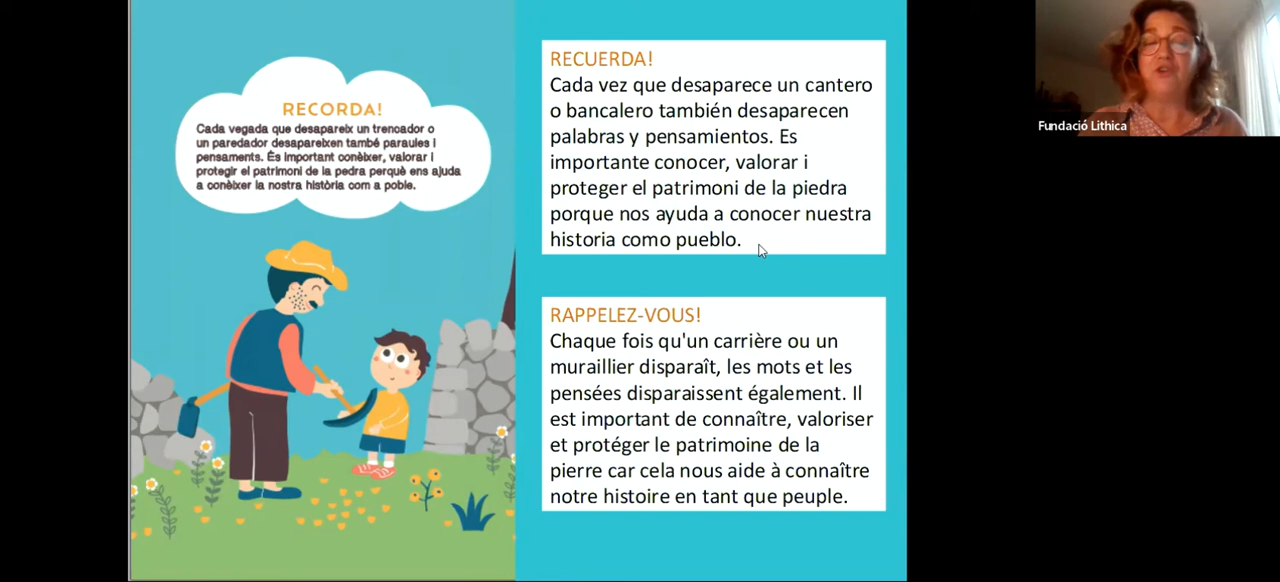 RECORDA!
Cada vegada que desapareix un trencador o
un paredador desapareixen també paraules i
pensaments. És important conèixer, valorar i
protegir el patrimoni de la pedra perquè ens ajuda
a conèixer la nostra història com a poble.
RECUERDA!
Cada vez que desaparece un cantero
o bancalero también desaparecen
palabras y pensamientos. Es
importante conocer, valorar i
proteger el patrimoni de la piedra
porque nos ayuda a conocer nuestra
historia como pueblo.
RAPPELEZ-VOUS!
Chaque fois qu'un carrière ou un
muraillier disparaît, les mots et les
pensées disparaissent également. Il
est important de connaître, valoriser
et protéger le patrimoine de la
pierre car cela nous aide à connaître
notre histoire en tant que peuple.
Fundació Lithica